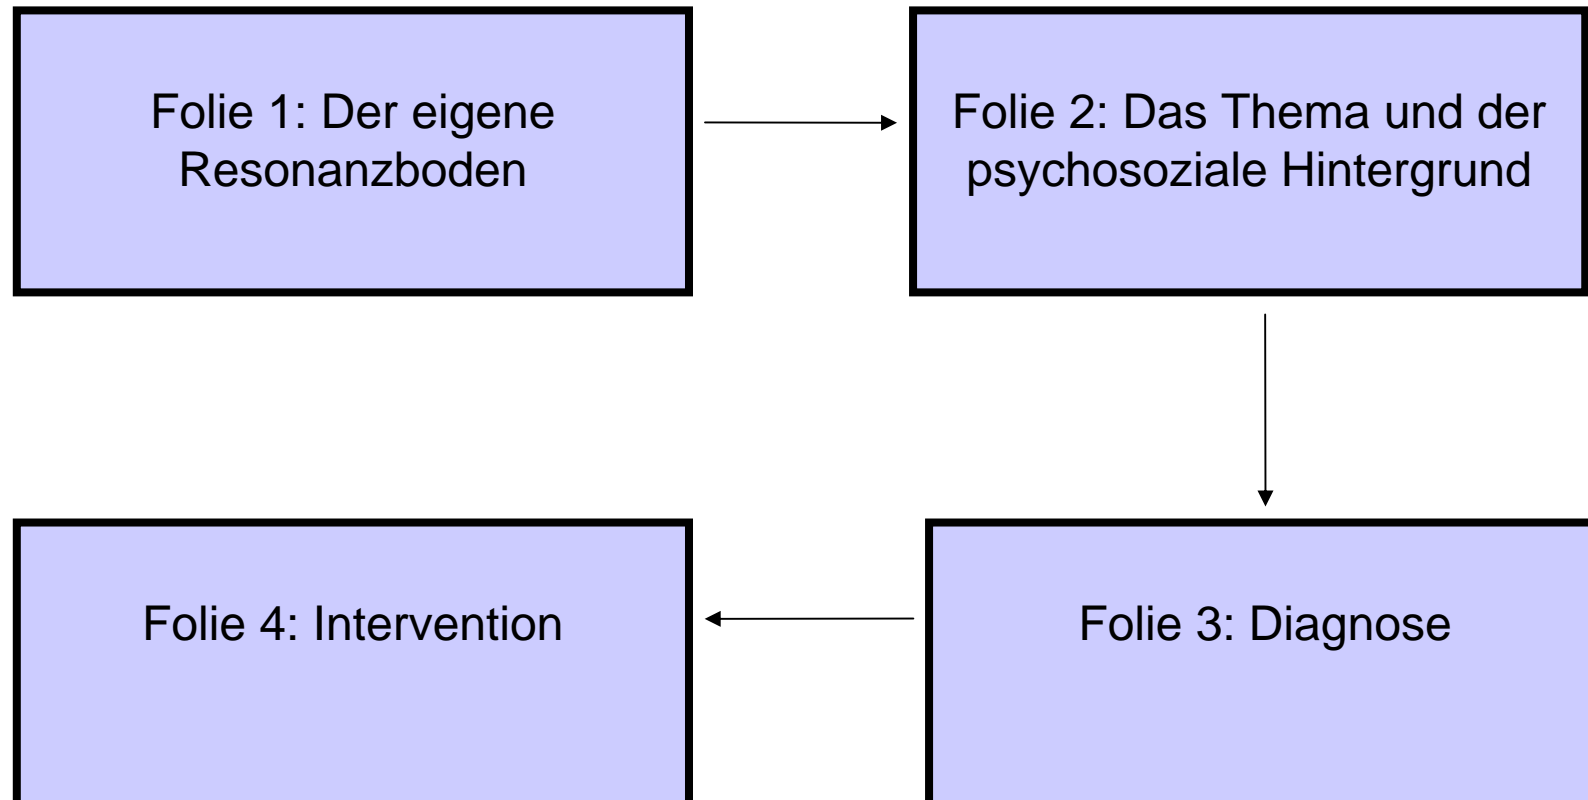 Folie 1: Der eigene
Resonanzboden
Folie 2: Das Thema und der
psychosoziale Hintergrund
Folie 3: Diagnose
Folie 4: Intervention